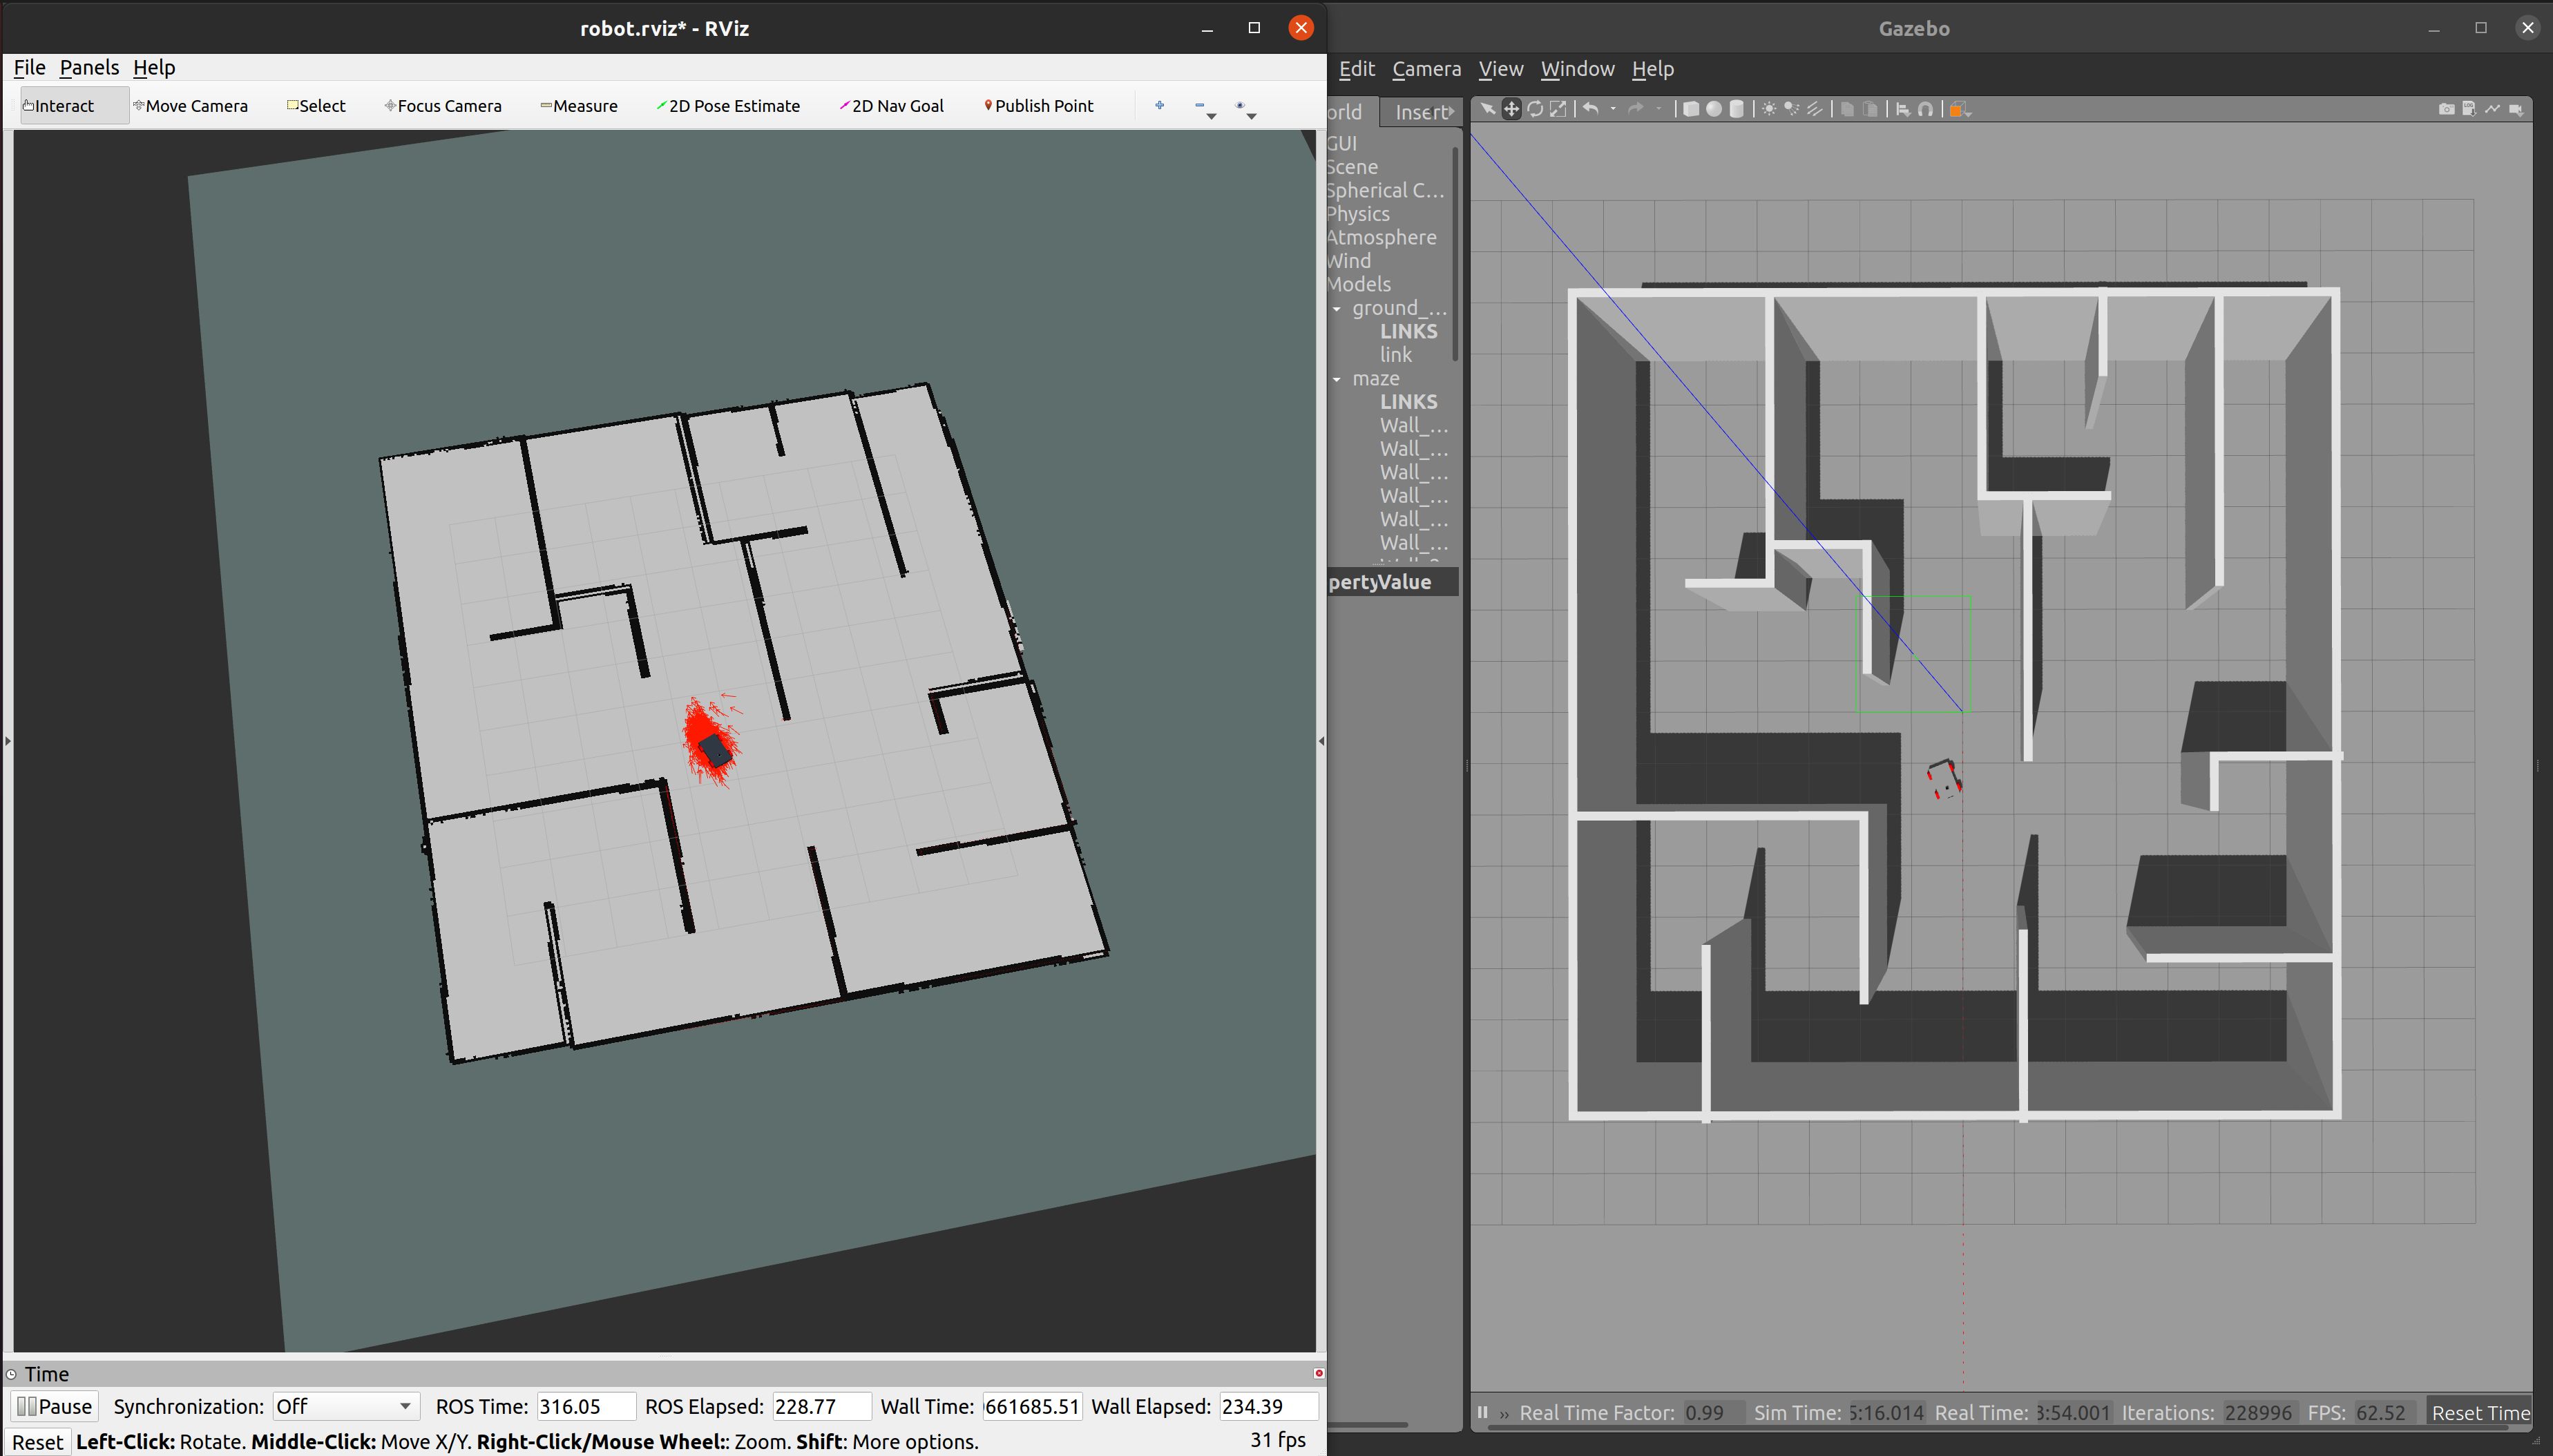 robot.rviz* - RViz
File Panels Help
Interact Move Camera Select Focus Camera Measure 2D Pose Estimate 2D Nav Goal Publish Point
Time
Pause Synchronization: Off ROS Time: 316.05 ROS Elapsed: 228.77 Wall Time: 661685.51 Wall Elapsed: 234.39
Reset Left-Click: Rotate. Middle-Click: Move X/Y. Right-Click/Mouse Wheel:: Zoom. Shift: More options. 31 fps
Gazebo
Edit Camera View Window Help
orld Insert
GUI
Scene
Spherical C...
Physics
Atmosphere
Wind
Models
ground_...
LINKS
link
maze
LINKS
Wall_...
Wall_...
Wall_...
Wall_...
Wall_...
Wall_...
perty Value
Real Time Factor: 0.99 Sim Time: 5:16.014 Real Time: 3:54.001 Iterations: 228996 FPS: 62.52 Reset Time